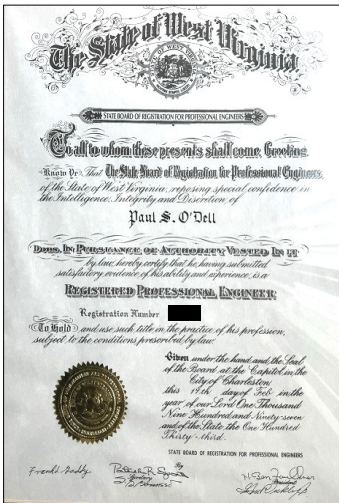 The State of West Virginia
STATE BOARD OF REGISTRATION FOR PROFESSIONAL ENGINEERS
To all to whom these presents shall come, Greeting.
Know Ye That The State Board of Registration for Professional Engineers
of the State of West Virginia, reposing special confidence in
the Intelligence, Integrity and Discretion of
Paul S. O'Dell
DOES, IN PURSUANCE OF AUTHORITY VESTED IN IT
by law, hereby certify that he having submitted
satisfactory evidence of his ability and experience, is a
REGISTERED PROFESSIONAL ENGINEER,
Registration Number
To Hold and use such title in the practice of his profession,
subject to the conditions prescribed by law.
Given under the hand and the Seal
of the Board at the Capitol in the
City of Charleston
this 19th day of Feb in the
year of our Lord One Thousand
Nine Hundred and Ninety-seven
and of the State the One Hundred
Thirty-third.
STATE BOARD OF REGISTRATION FOR PROFESSIONAL ENGINEERS
By
President
Secretary